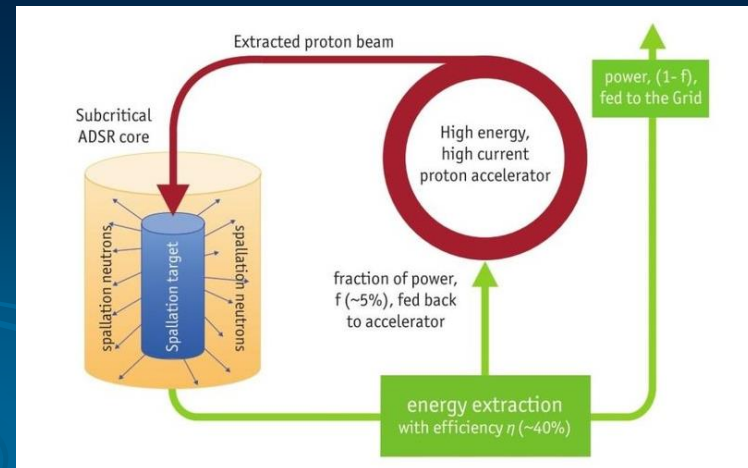 Extracted proton beam
power, (1- f),
fed to the Grid
Subcritical
ADSR core
High energy,
high current
proton accelerator
spallation neutrons
Spallation target
spallation neutrons
fraction of power,
f (~5%), fed back
to accelerator
energy extraction
with efficiency η (~40%)